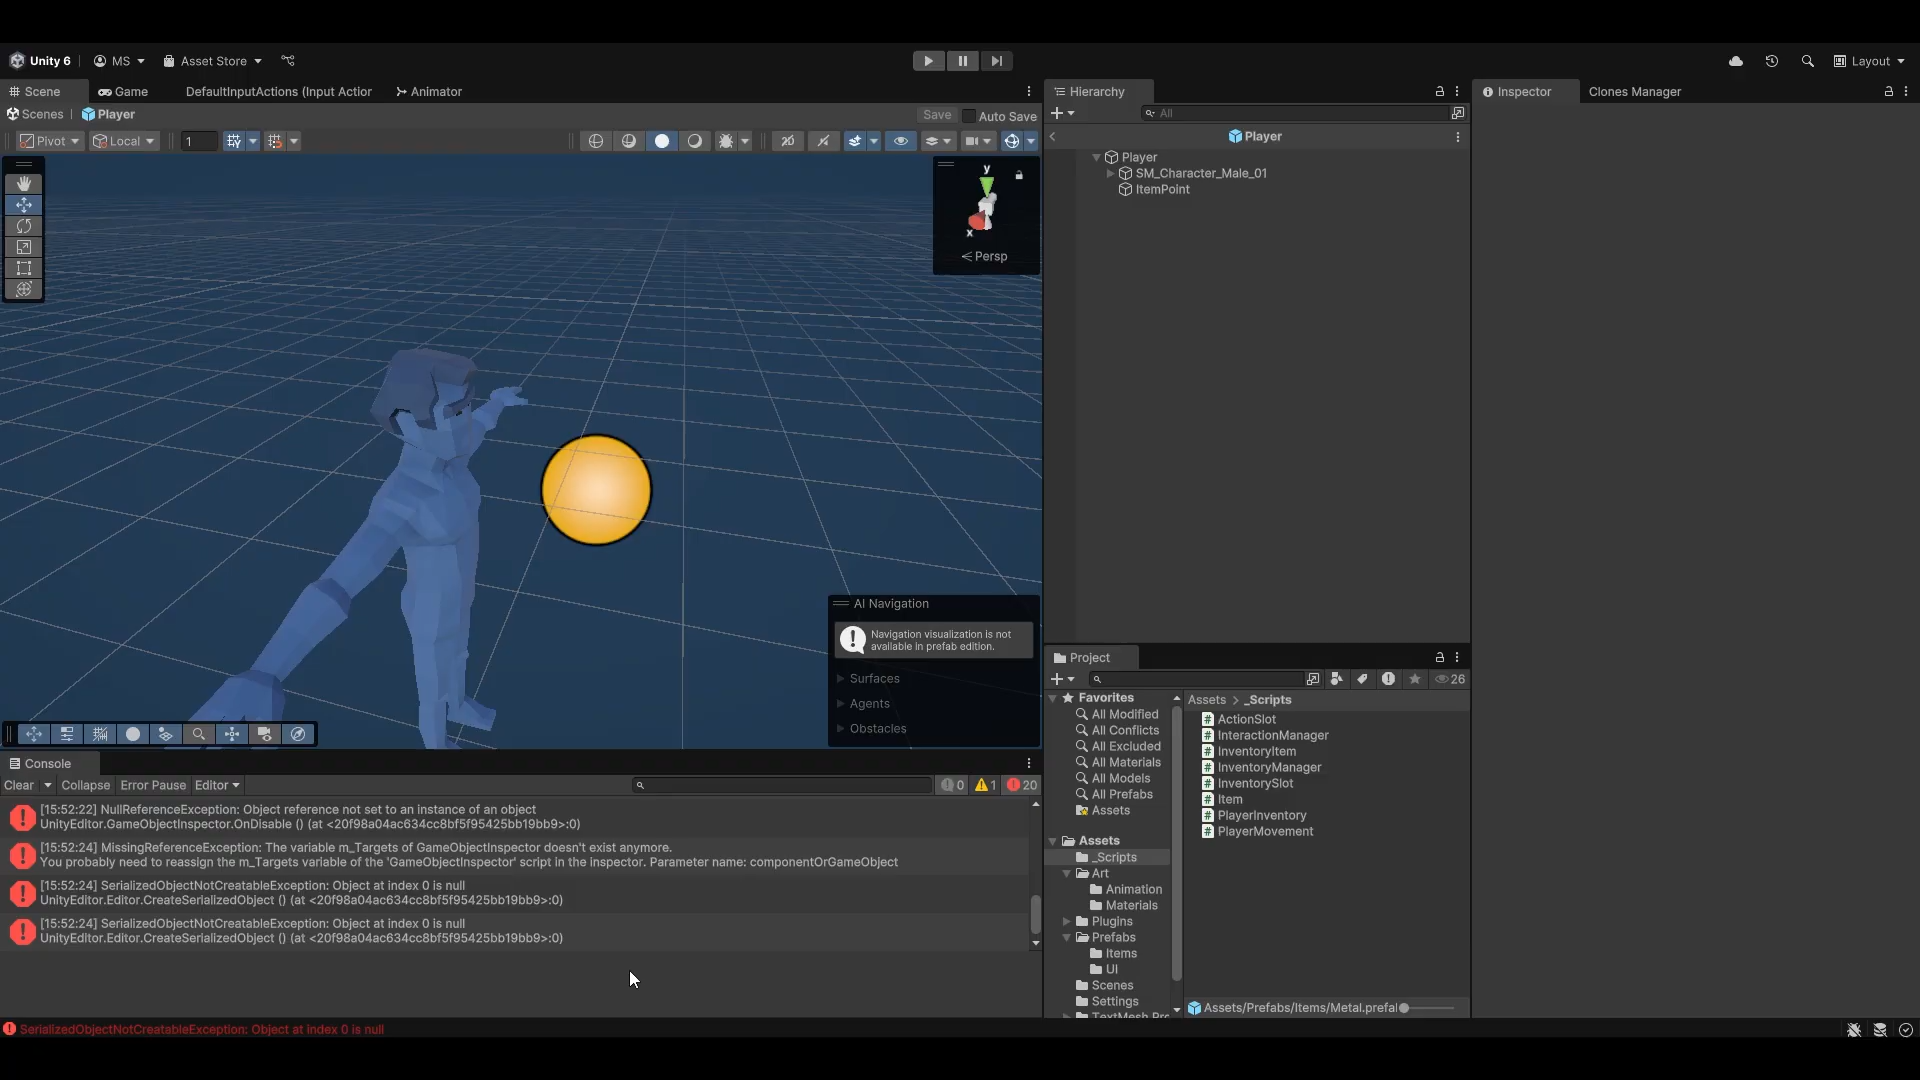 Unity 6
MS
Asset Store
Layout
Scene
Game
DefaultInputActions (Input Action
Animator
Hierarchy
Inspector
Clones Manager
Scenes
Player
Save
Auto Save
All
Pivot
Local
1
2D
Player
Player
SM_Character_Male_01
ItemPoint
y
x
Persp
AI Navigation
Navigation visualization is not
available in prefab edition.
Surfaces
Agents
Obstacles
Project
26
Favorites
All Modified
All Conflicts
All Excluded
All Materials
All Models
All Prefabs
Assets
Assets
_Scripts
Art
Animation
Materials
Plugins
Prefabs
Items
UI
Scenes
Settings
TextMesh Pro
Assets > _Scripts
ActionSlot
InteractionManager
InventoryItem
InventoryManager
InventorySlot
Item
PlayerInventory
PlayerMovement
Assets/Prefabs/Items/Metal.prefal
Console
Clear
Collapse
Error Pause
Editor
0
1
20
[15:52:22] NullReferenceException: Object reference not set to an instance of an object
UnityEditor.GameObjectInspector.OnDisable () (at <20f98a04ac634cc8bf5f95425bb19bb9>:0)
[15:52:24] MissingReferenceException: The variable m_Targets of GameObjectInspector doesn't exist anymore.
You probably need to reassign the m_Targets variable of the 'GameObjectInspector' script in the inspector. Parameter name: componentOrGameObject
[15:52:24] SerializedObjectNotCreatableException: Object at index 0 is null
UnityEditor.Editor.CreateSerializedObject () (at <20f98a04ac634cc8bf5f95425bb19bb9>:0)
[15:52:24] SerializedObjectNotCreatableException: Object at index 0 is null
UnityEditor.Editor.CreateSerializedObject () (at <20f98a04ac634cc8bf5f95425bb19bb9>:0)
SerializedObjectNotCreatableException: Object at index 0 is null